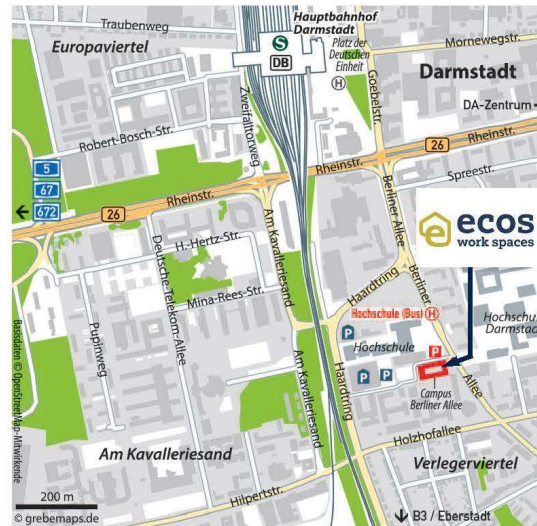 Traubenweg
Hauptbahnhof
Darmstadt
Europaviertel
S
DB
Platz der
Deutschen
Einheit
H
Mornewegstr.
Darmstadt
DA-Zentrum
Goebelstr.
Zweifalltorweg
Robert-Bosch-Str.
5
67
672
26
Rheinstr.
Rheinstr.
26
Spreestr.
Berliner Allee
ecos
work spaces
H.-Hertz-Str.
Am Kavalleriesand
Deutsche-Telekom-Allee
Mina-Rees-Str.
Pupinweg
Haardtring
Berliner
Hochschule (Bus) H
P
Hochschule
P
Hochschule
Darmstadt
P
P
Campus
Berliner Allee
Allee
Am Kavalleriesand
Haardtring
Holzhofallee
Am Kavalleriesand
Verlegerviertel
Hilpertstr.
200 m
© grebemaps.de
B3 / Eberstadt
Basisdaten © OpenStreetMap-Mitwirkende